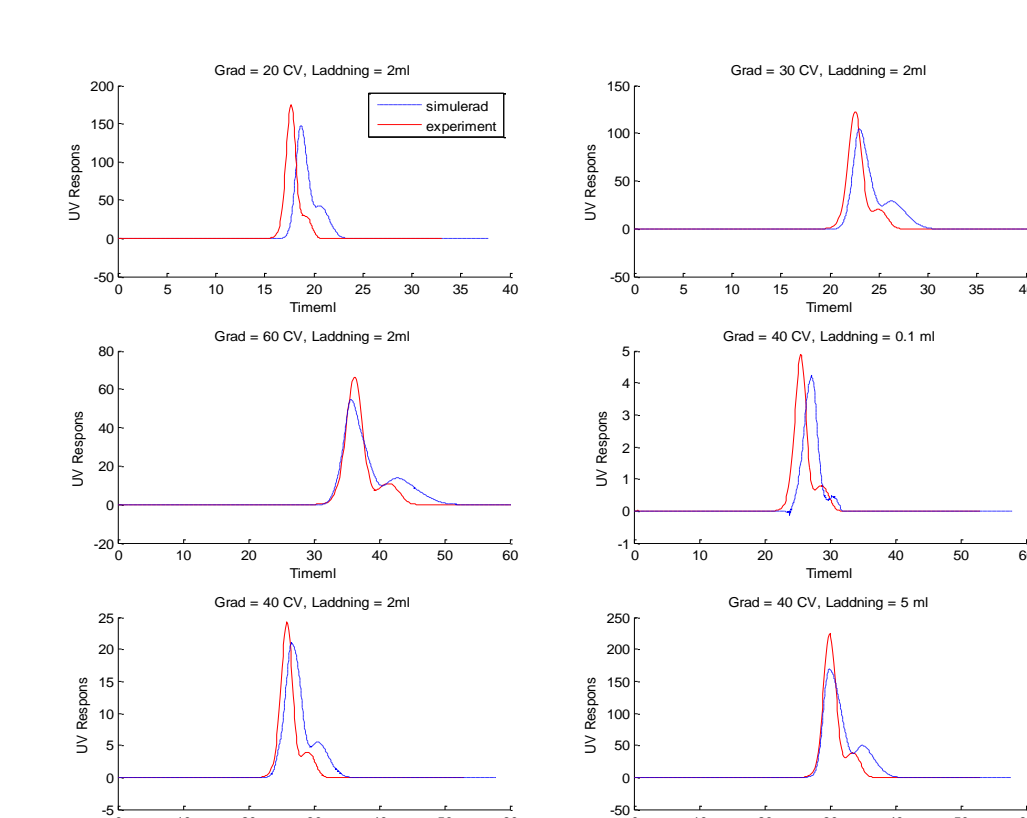 Grad = 20 CV, Laddning = 2ml
200
150
100
50
0
-50
UV Respons
simulerad
experiment
0 5 10 15 20 25 30 35 40
Timeml
Grad = 30 CV, Laddning = 2ml
150
100
50
0
-50
UV Respons
0 5 10 15 20 25 30 35
Timeml
Grad = 60 CV, Laddning = 2ml
80
60
40
20
0
-20
UV Respons
0 10 20 30 40 50 60
Timeml
Grad = 40 CV, Laddning = 0.1 ml
5
4
3
2
1
0
-1
UV Respons
0 10 20 30 40 50
Timeml
Grad = 40 CV, Laddning = 2ml
25
20
15
10
5
0
-5
UV Respons
Grad = 40 CV, Laddning = 5 ml
250
200
150
100
50
0
-50
UV Respons